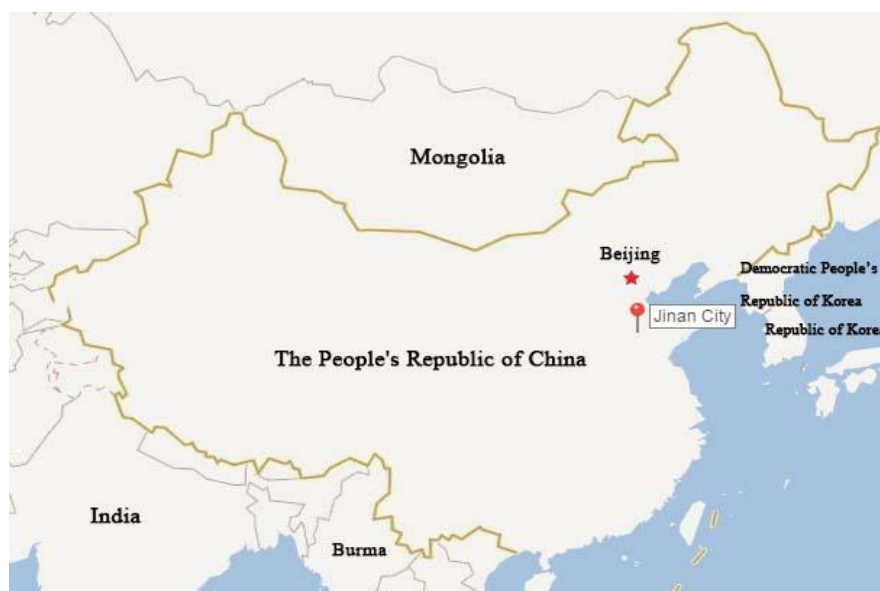 Mongolia
Beijing
Democratic People's
Republic of Korea
Jinan City
Republic of Korea
The People's Republic of China
India
Burma